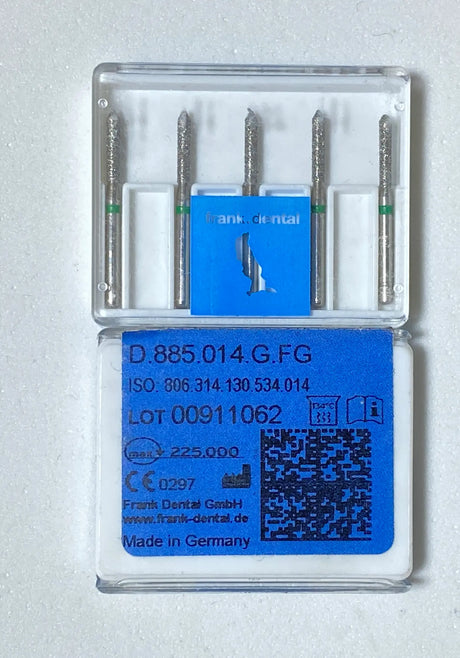 frank dental
D.885.014.G.FG
ISO: 806.314.130.534.014
LOT 00911062
134°C
max. 225.000
CE 0297
Frank Dental GmbH
www.frank-dental.de
Made in Germany